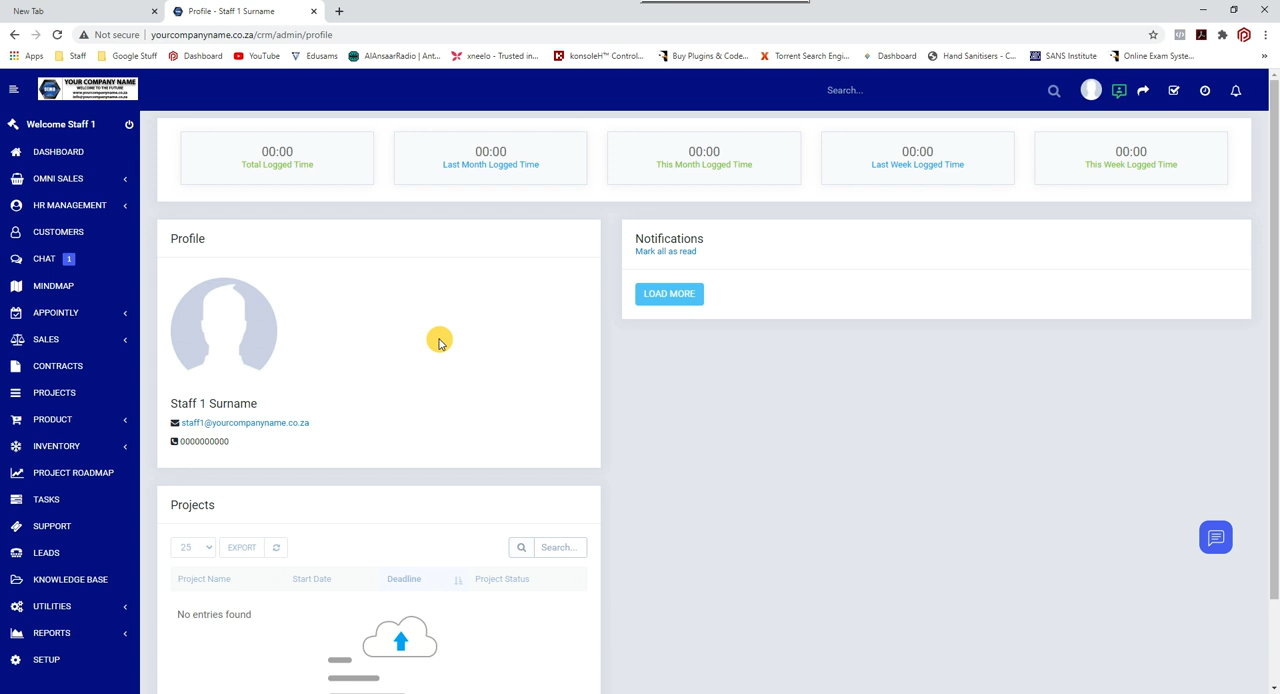 New Tab
Profile - Staff 1 Surname
Not secure
yourcompanyname.co.za/crm/admin/profile
Apps
Staff
Google Stuff
Dashboard
YouTube
Edusams
AlAnsaarRadio | Ant...
xneelo - Trusted in...
konsoleH™ Control...
Buy Plugins & Code...
Torrent Search Engi...
Dashboard
Hand Sanitisers - C...
SANS Institute
Online Exam Syste...
YOUR COMPANY NAME
WELCOME TO THE FUTURE
www.yourcompanyname.co.za
info@yourcompanyname.co.za
Search...
Welcome Staff 1
DASHBOARD
OMNI SALES
HR MANAGEMENT
CUSTOMERS
CHAT 1
MINDMAP
APPOINTLY
SALES
CONTRACTS
PROJECTS
PRODUCT
INVENTORY
PROJECT ROADMAP
TASKS
SUPPORT
LEADS
KNOWLEDGE BASE
UTILITIES
REPORTS
SETUP
00:00
Total Logged Time
00:00
Last Month Logged Time
00:00
This Month Logged Time
00:00
Last Week Logged Time
00:00
This Week Logged Time
Profile
Staff 1 Surname
staff1@yourcompanyname.co.za
0000000000
Notifications
Mark all as read
LOAD MORE
Projects
25
EXPORT
Search...
Project Name
Start Date
Deadline
Project Status
No entries found